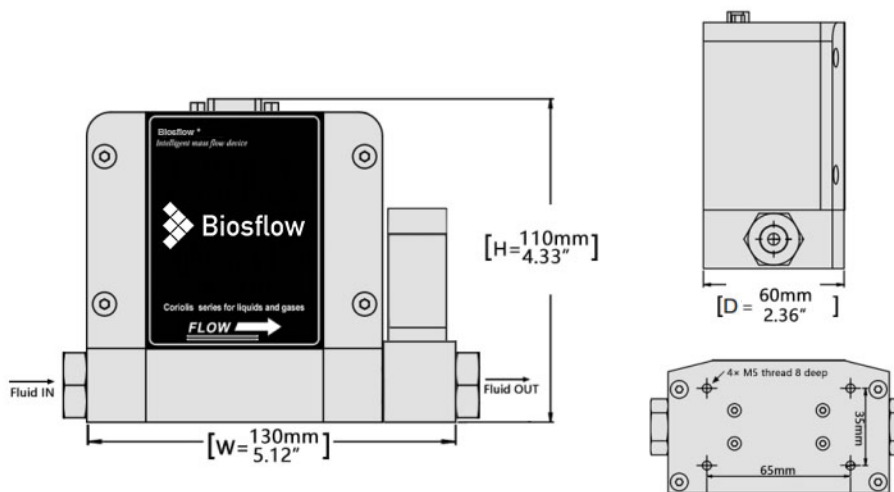 Biosflow ®
Intelligent mass flow device
Biosflow
Coriolis series for liquids and gases
FLOW
Fluid IN
Fluid OUT
[W=130mm]
5.12"
[H=110mm]
4.33"
[D = 60mm ]
2.36"
4× M5 thread 8 deep
35mm
65mm